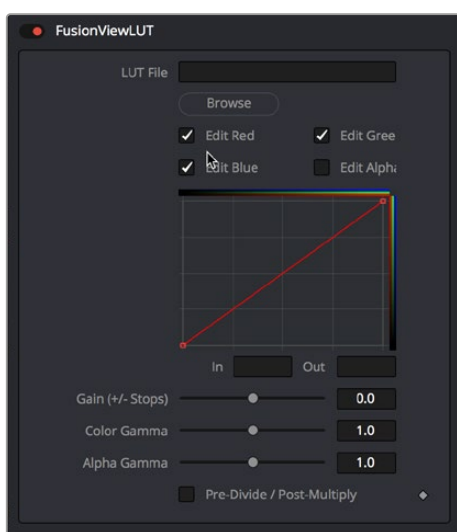 FusionViewLUT
LUT File
Browse
Edit Red Edit Gree
Edit Blue Edit Alpha
In Out
Gain (+/- Stops) 0.0
Color Gamma 1.0
Alpha Gamma 1.0
Pre-Divide / Post-Multiply